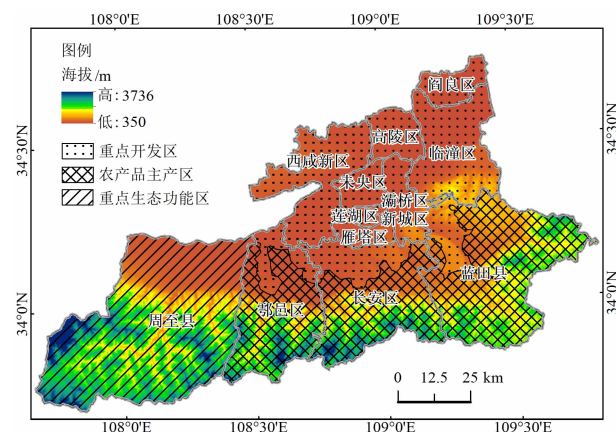 108°0′E
108°30′E
109°0′E
109°30′E
图例
海拔/m
高: 3736
低: 350
重点开发区
农产品主产区
重点生态功能区
34°30′N
34°30′N
34°0′N
34°0′N
阎良区
高陵区
临潼区
西咸新区
未央区
灞桥区
莲湖区
新城区
雁塔区
蓝田县
长安区
鄠邑区
周至县
0 12.5 25 km
108°0′E
108°30′E
109°0′E
109°30′E